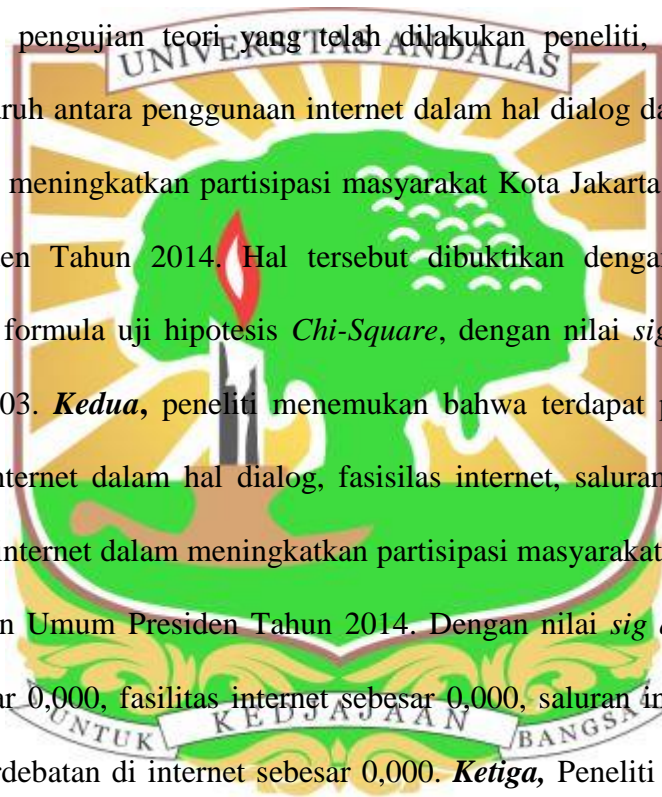 pengujian teori yang telah dilakukan peneliti,
UNIVERSITAS ANDALAS
ruh antara penggunaan internet dalam hal dialog da
meningkatkan partisipasi masyarakat Kota Jakarta
en Tahun 2014. Hal tersebut dibuktikan denga
formula uji hipotesis Chi-Square, dengan nilai sig
03. Kedua, peneliti menemukan bahwa terdapat p
nternet dalam hal dialog, fasisilas internet, saluran
internet dalam meningkatkan partisipasi masyarakat
n Umum Presiden Tahun 2014. Dengan nilai sig
ar 0,000, fasilitas internet sebesar 0,000, saluran in
UNTUK KEDJAJAAN BANGSA
rdebatan di internet sebesar 0,000. Ketiga, Peneliti